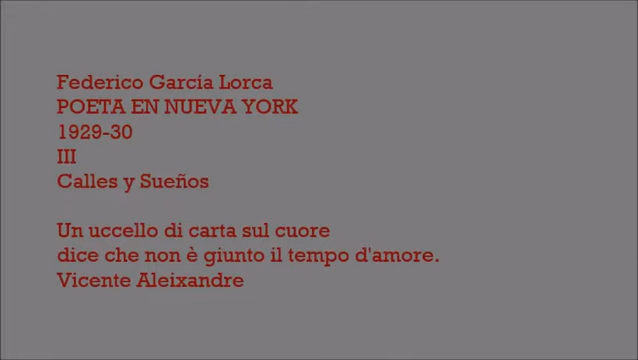 Federico García Lorca
POETA EN NUEVA YORK
1929-30
III
Calles y Sueños
Un uccello di carta sul cuore
dice che non è giunto il tempo d'amore.
Vicente Aleixandre